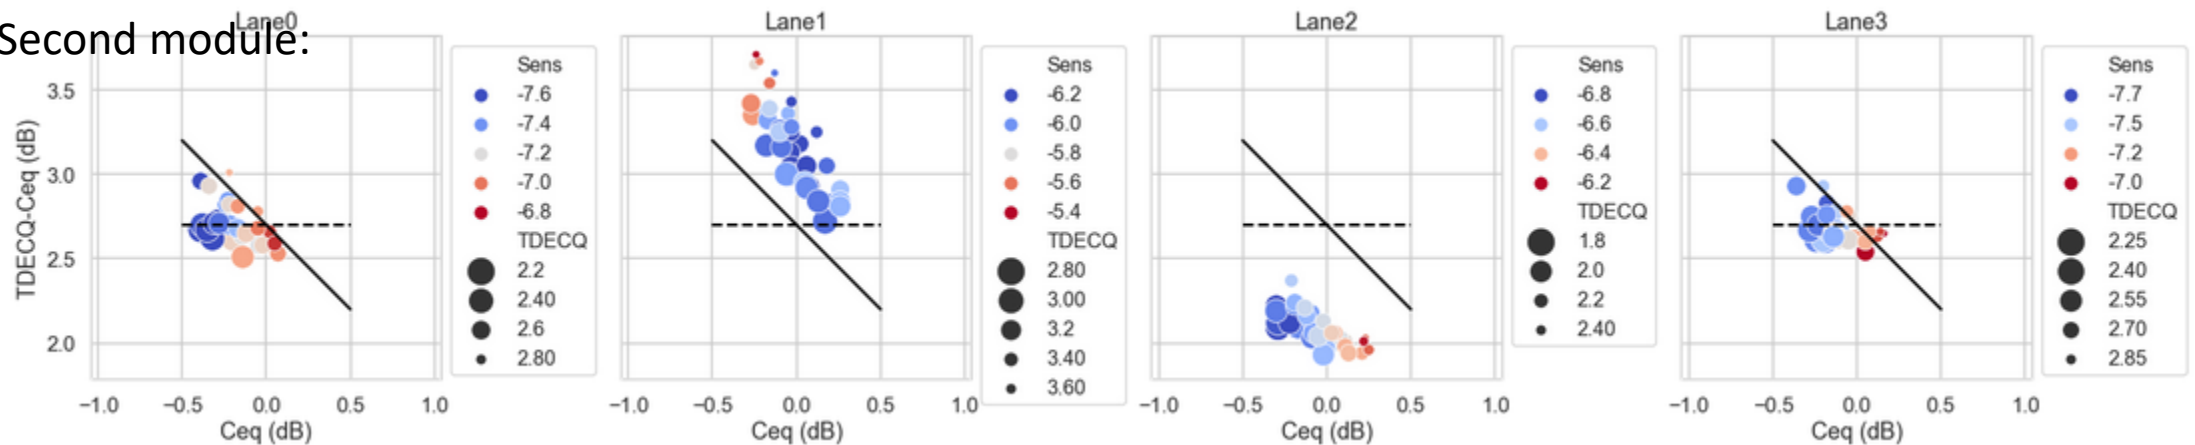 Second module:
Lane0
TDECQ-Ceq (dB)
3.5
3.0
2.5
2.0
−1.0 −0.5 0.0 0.5 1.0
Ceq (dB)
Sens
-7.6
-7.4
-7.2
-7.0
-6.8
TDECQ
2.2
2.40
2.6
2.80
Lane1
−1.0 −0.5 0.0 0.5 1.0
Ceq (dB)
Sens
-6.2
-6.0
-5.8
-5.6
-5.4
TDECQ
2.80
3.00
3.2
3.40
3.60
Lane2
−1.0 −0.5 0.0 0.5 1.0
Ceq (dB)
Sens
-6.8
-6.6
-6.4
-6.2
TDECQ
1.8
2.0
2.2
2.40
Lane3
−1.0 −0.5 0.0 0.5 1.0
Ceq (dB)
Sens
-7.7
-7.5
-7.2
-7.0
TDECQ
2.25
2.40
2.55
2.70
2.85